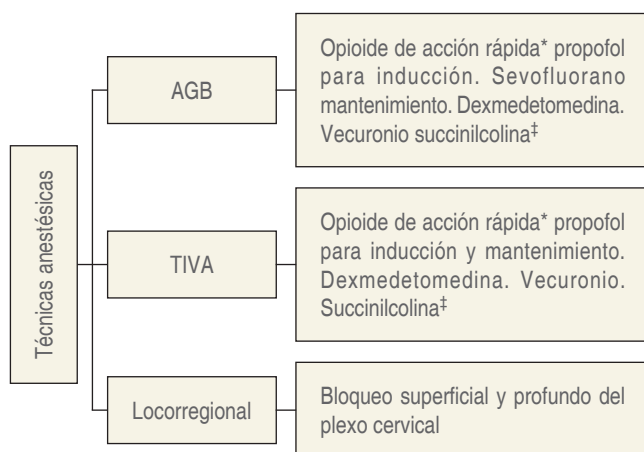 Técnicas anestésicas
AGB
Opioide de acción rápida* propofol
para inducción. Sevofluorano
mantenimiento. Dexmedetomedina.
Vecuronio succinilcolina‡
TIVA
Opioide de acción rápida* propofol
para inducción y mantenimiento.
Dexmedetomedina. Vecuronio.
Succinilcolina‡
Locorregional
Bloqueo superficial y profundo del
plexo cervical